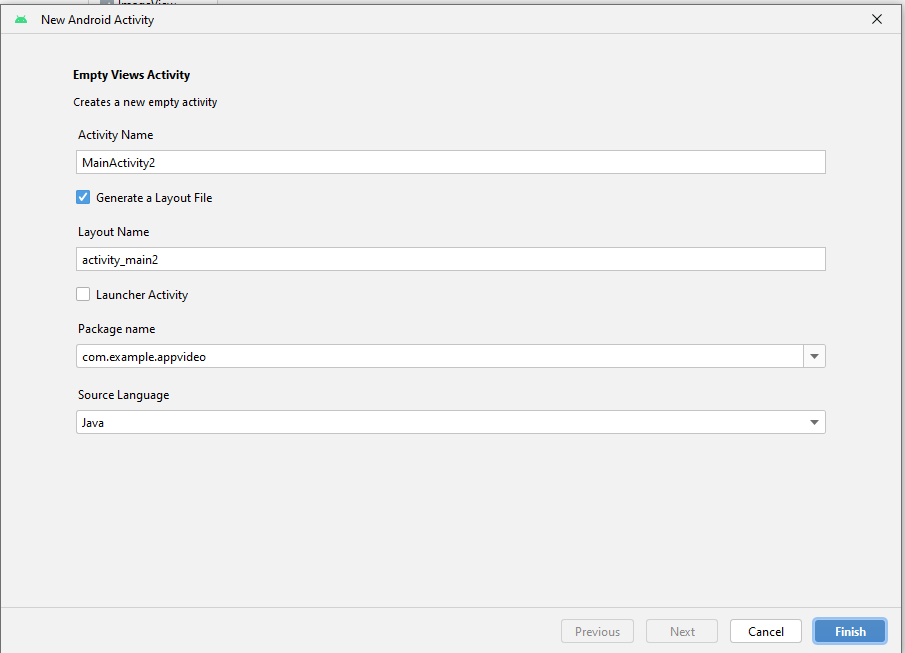 ImageView
New Android Activity
Empty Views Activity
Creates a new empty activity
Activity Name
MainActivity2
Generate a Layout File
Layout Name
activity_main2
Launcher Activity
Package name
com.example.appvideo
Source Language
Java
Previous
Next
Cancel
Finish